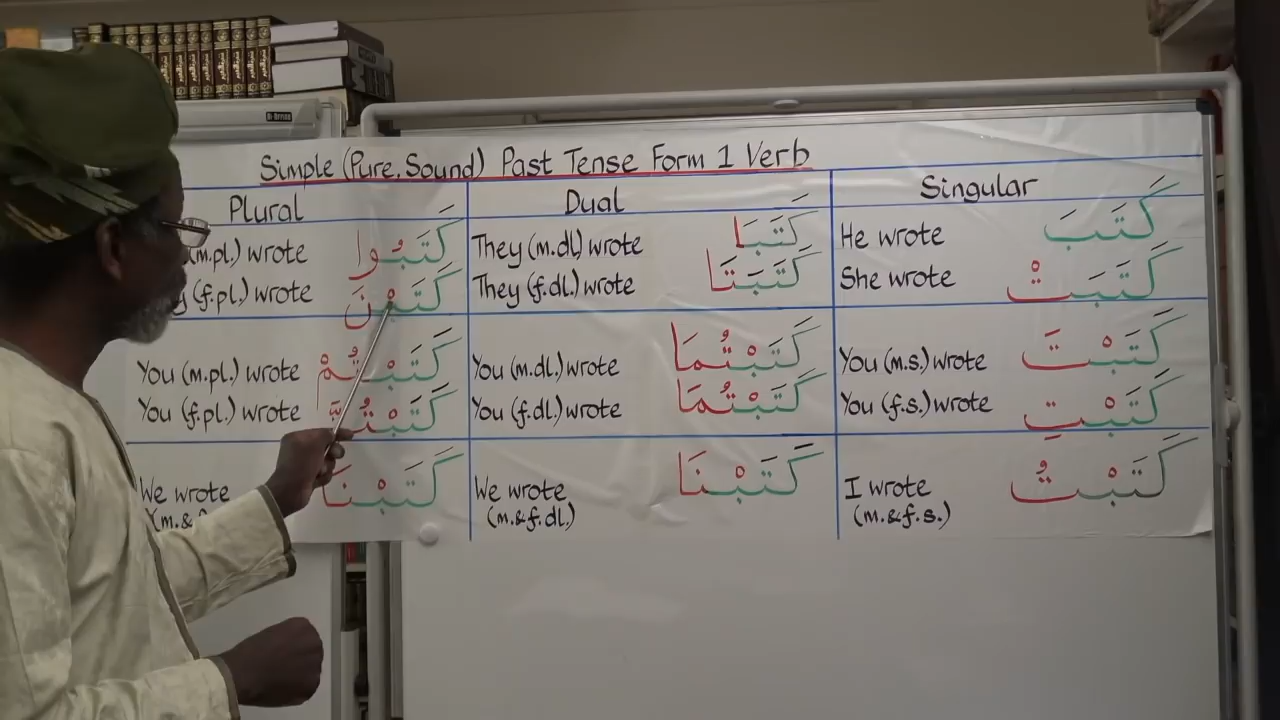 Simple (Pure. Sound) Past Tense Form 1 Verb
Plural Dual Singular
(m.pl.) wrote كَتَبُوا They (m.dl) wrote كَتَبَا He wrote كَتَبَ
(f.pl.) wrote كَتَبْنَ They (f.dl.) wrote كَتَبَتَا She wrote كَتَبَتْ
You (m.pl.) wrote كَتَبْتُمْ You (m.dl.) wrote كَتَبْتُمَا You (m.s.) wrote كَتَبْتَ
You (f.pl.) wrote You (f.dl.) wrote كَتَبْتُمَا You (f.s.) wrote كَتَبْتِ
We wrote كَتَبْنَا We wrote كَتَبْنَا I wrote كَتَبْتُ
(m.& (m.&f.dl.) (m.&f.s.)